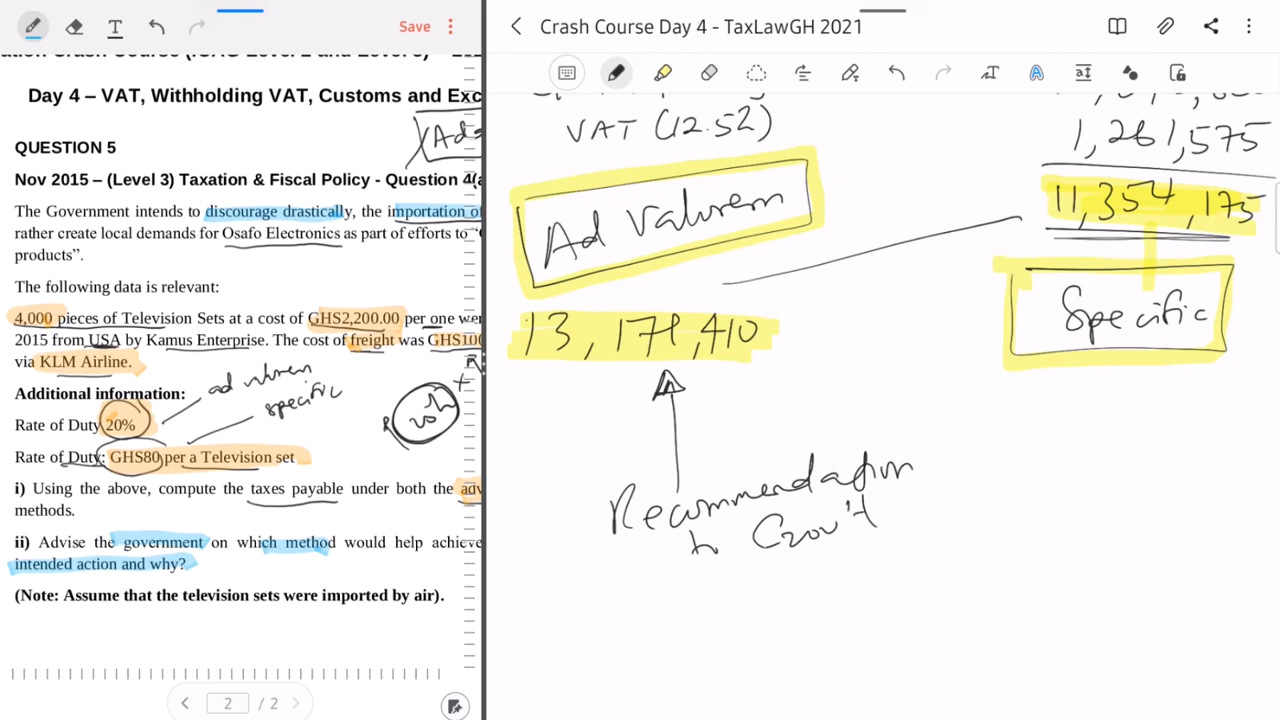 Save
Day 4 – VAT, Withholding VAT, Customs and Exc
QUESTION 5
Nov 2015 – (Level 3) Taxation & Fiscal Policy - Question 4(a
The Government intends to discourage drastically, the importation of
rather create local demands for Osafo Electronics as part of efforts to “
products”.
The following data is relevant:
4,000 pieces of Television Sets at a cost of GHS2,200.00 per one wer
2015 from USA by Kamus Enterprise. The cost of freight was GHS100
via KLM Airline.
Additional information:
ad valorem
specific
Rate of Duty 20%
Rate of Duty: GHS80 per a Television set
i) Using the above, compute the taxes payable under both the adv
methods.
ii) Advise the government on which method would help achieve
intended action and why?
(Note: Assume that the television sets were imported by air).
2 / 2
Crash Course Day 4 - TaxLawGH 2021
VAT (12.5%)
1,261,575
11,354,175
Ad Valorem
Specific
Recommendation
to Gov't